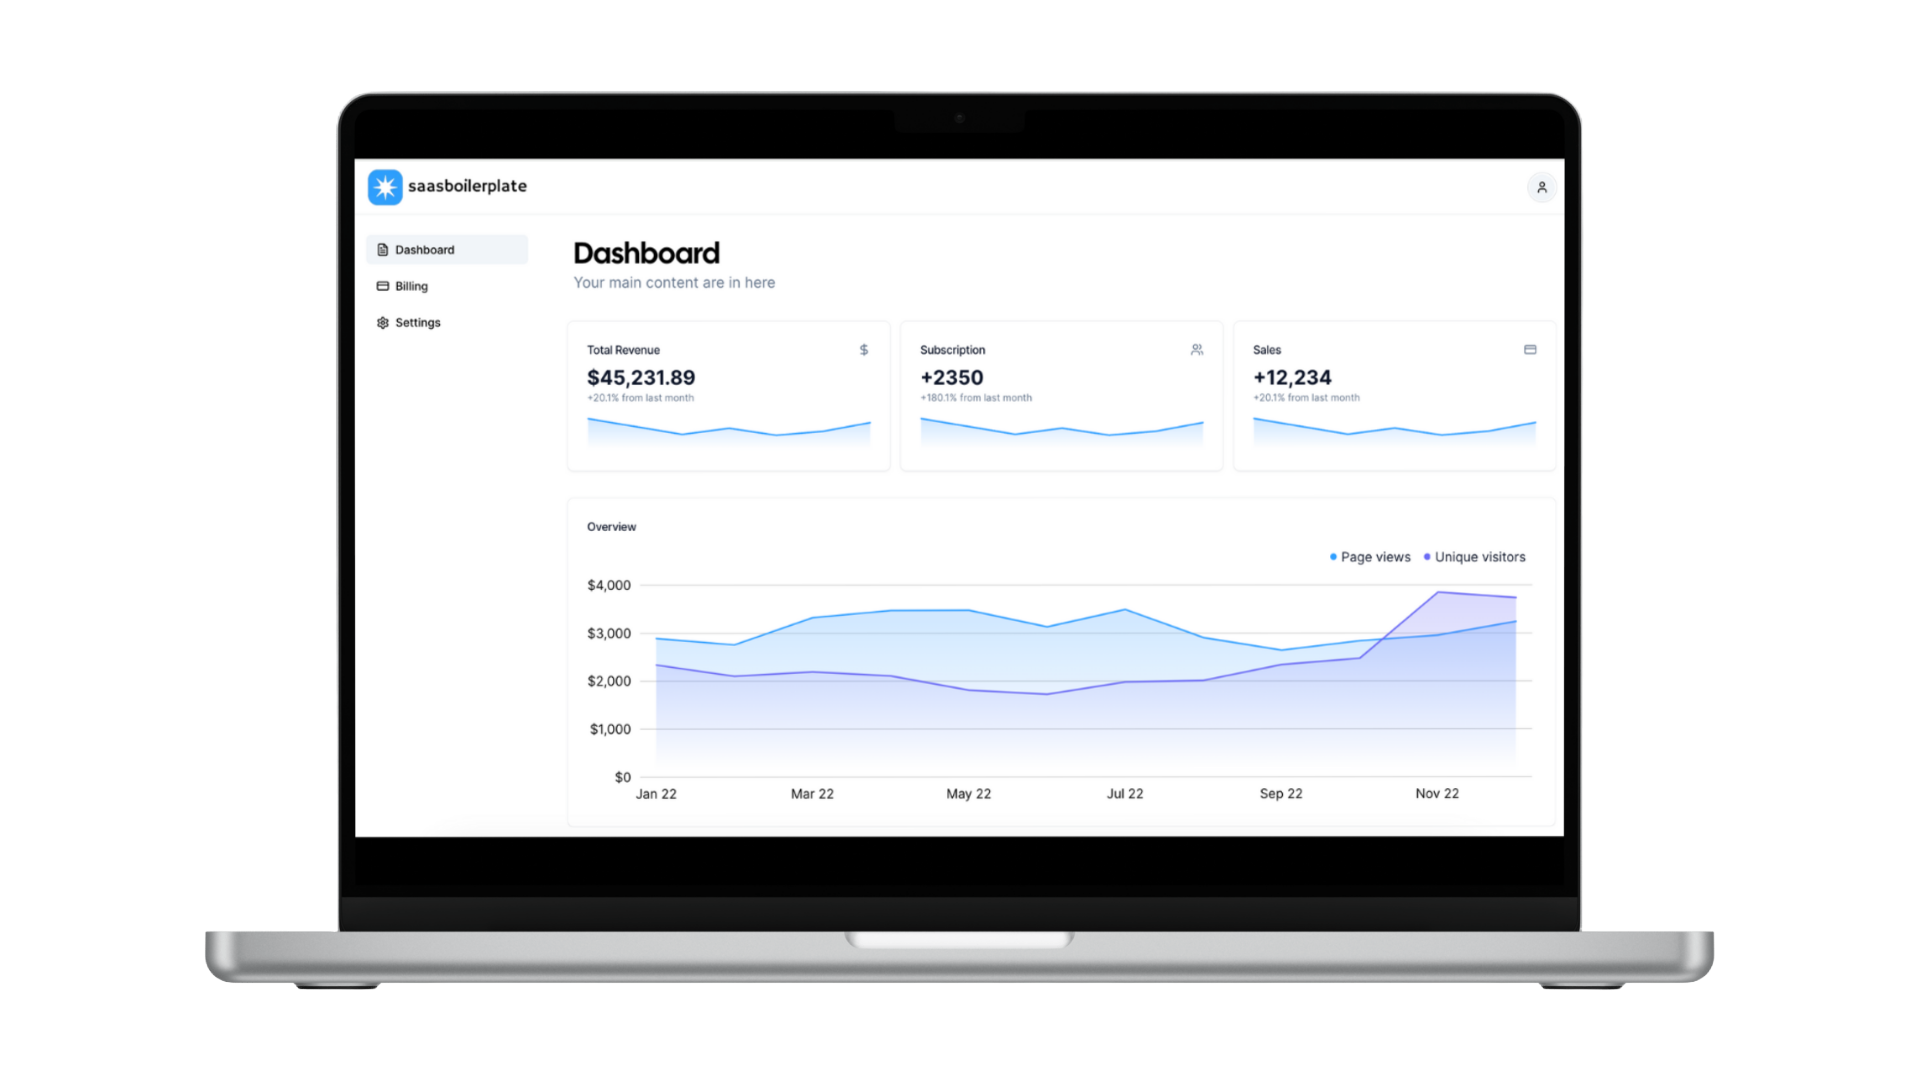 saasboilerplate
Dashboard
Billing
Settings
Dashboard
Your main content are in here
Total Revenue
$
$45,231.89
+20.1% from last month
Subscription
+2350
+180.1% from last month
Sales
+12,234
+20.1% from last month
Overview
Page views Unique visitors
$4,000
$3,000
$2,000
$1,000
$0
Jan 22 Mar 22 May 22 Jul 22 Sep 22 Nov 22